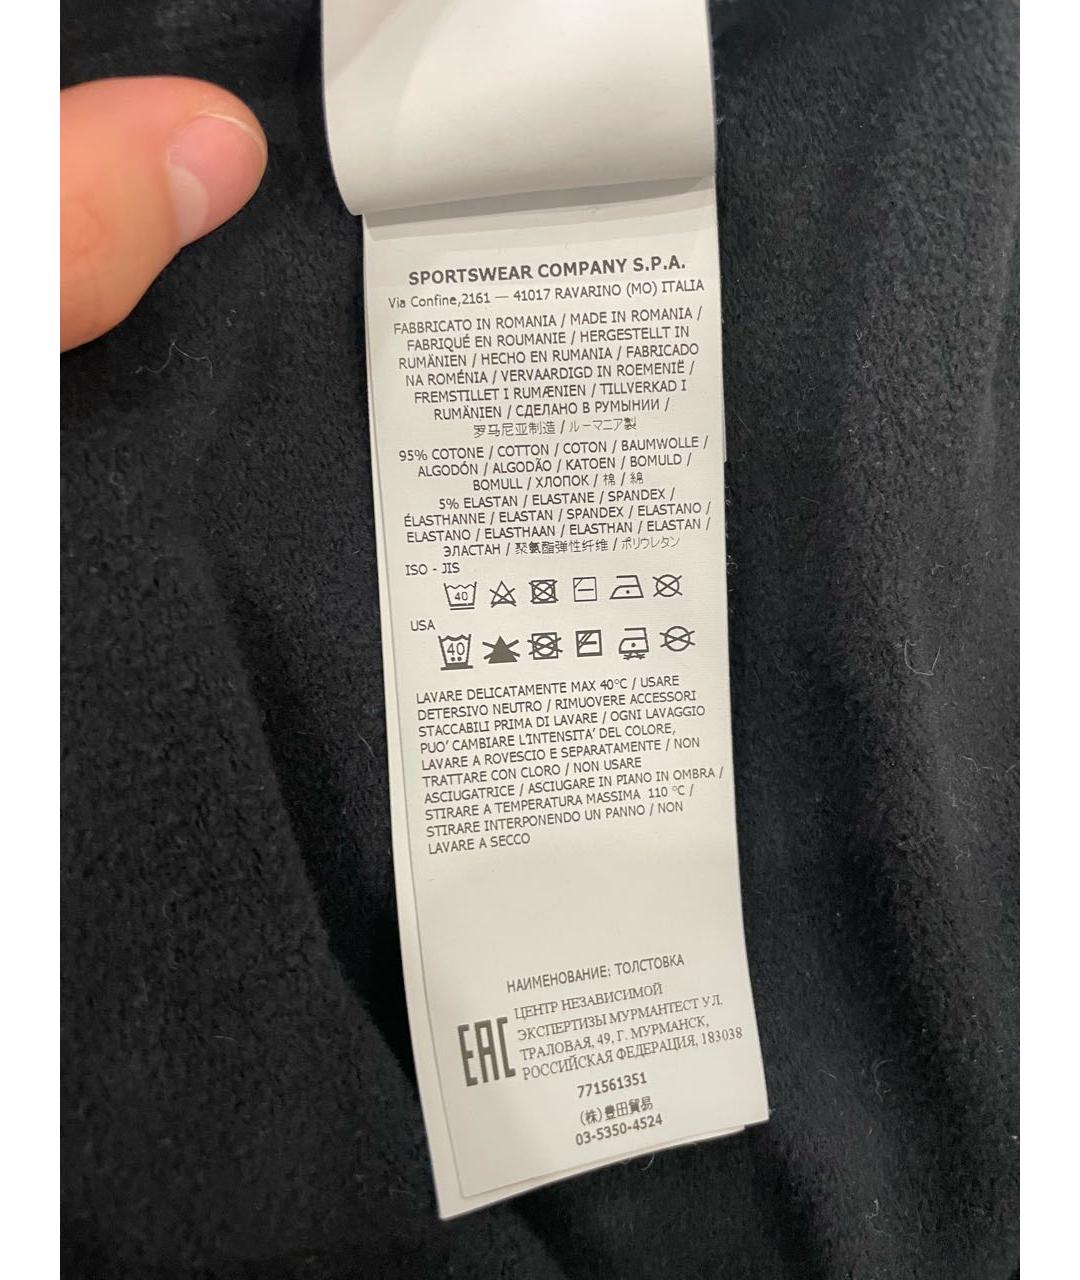 SPORTSWEAR COMPANY S.P.A.
Via Confine,2161 — 41017 RAVARINO (MO) ITALIA
FABBRICATO IN ROMANIA / MADE IN ROMANIA /
FABRIQUÉ EN ROUMANIE / HERGESTELLT IN
RUMÄNIEN / HECHO EN RUMANIA / FABRICADO
NA ROMÉNIA / VERVAARDIGD IN ROEMENIË /
FREMSTILLET I RUMÆNIEN / TILLVERKAD I
RUMÄNIEN / СДЕЛАНО В РУМЫНИИ /
罗马尼亚制造 / ルーマニア製
95% COTONE / COTTON / COTON / BAUMWOLLE /
ALGODÓN / ALGODÃO / KATOEN / BOMULD /
BOMULL / ХЛОПОК / 棉 / 綿
5% ELASTAN / ELASTANE / SPANDEX /
ÉLASTHANNE / ELASTAN / SPANDEX / ELASTANO /
ELASTANO / ELASTHAAN / ELASTHAN / ELASTAN /
ЭЛАСТАН / 聚氨酯弹性纤维 / ポリウレタン
ISO - JIS
40
USA
40
LAVARE DELICATAMENTE MAX 40°C / USARE
DETERSIVO NEUTRO / RIMUOVERE ACCESSORI
STACCABILI PRIMA DI LAVARE / OGNI LAVAGGIO
PUO' CAMBIARE L'INTENSITA' DEL COLORE,
LAVARE A ROVESCIO E SEPARATAMENTE / NON
TRATTARE CON CLORO / NON USARE
ASCIUGATRICE / ASCIUGARE IN PIANO IN OMBRA /
STIRARE A TEMPERATURA MASSIMA 110 °C /
STIRARE INTERPONENDO UN PANNO / NON
LAVARE A SECCO
НАИМЕНОВАНИЕ: ТОЛСТОВКА
ЦЕНТР НЕЗАВИСИМОЙ
ЭКСПЕРТИЗЫ МУРМАНТЕСТ УЛ.
EAC ТРАЛОВАЯ, 49, Г. МУРМАНСК,
РОССИЙСКАЯ ФЕДЕРАЦИЯ, 183038
771561351
(株)豊田貿易
03-5350-4524